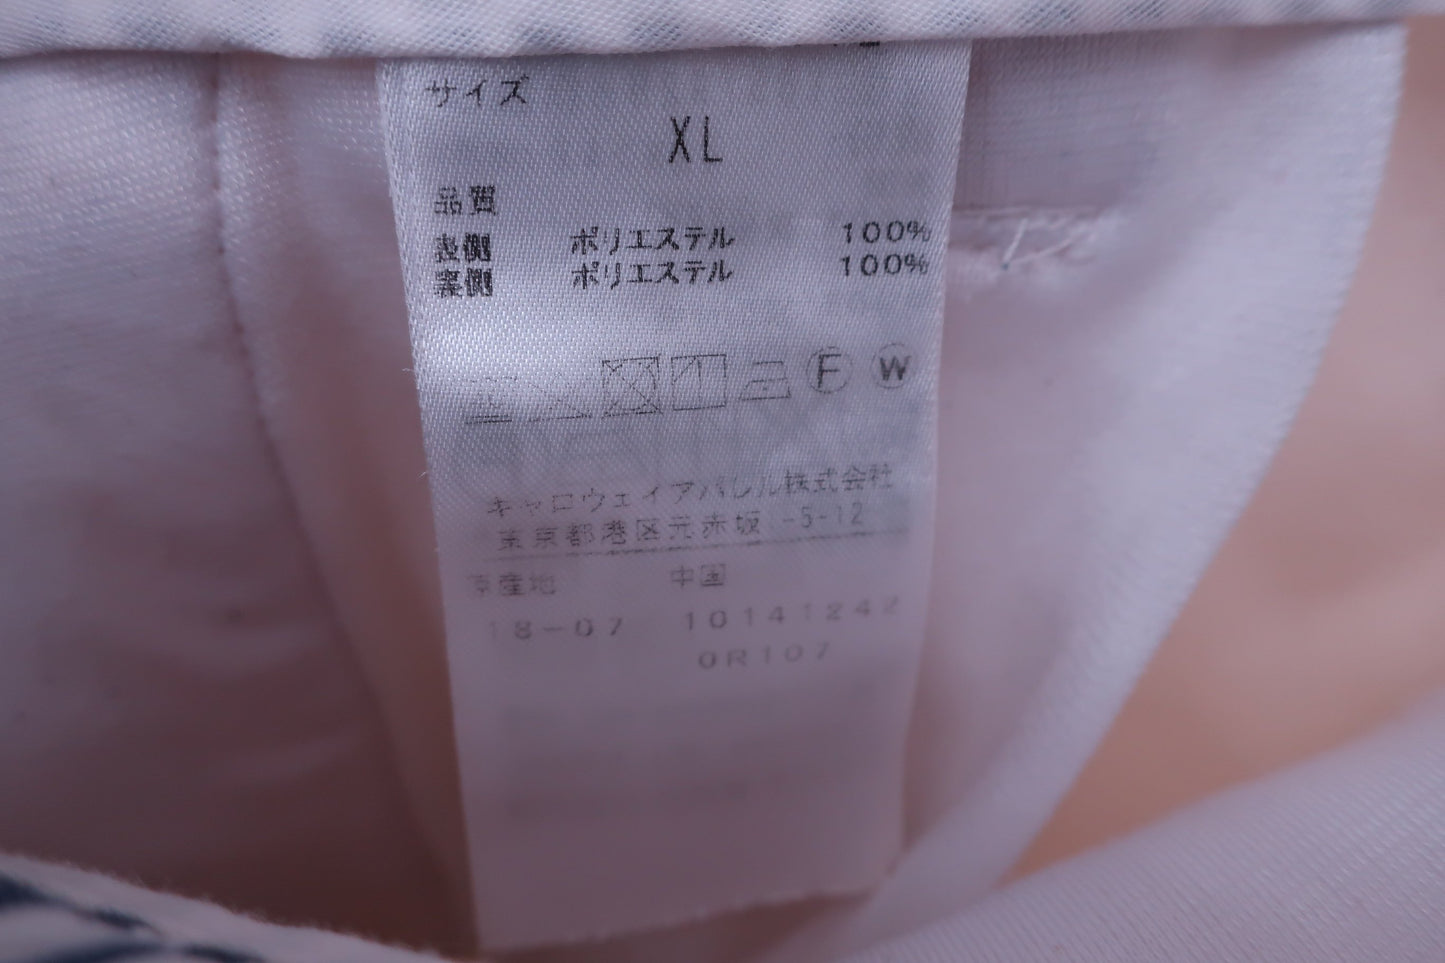 サイズ
XL
品質
表側 ポリエステル 100%
裏側 ポリエステル 100%
F W
キャロウェイアパレル株式会社
東京都港区元赤坂 -5-12
原産地 中国
18-07 10141242
0R107